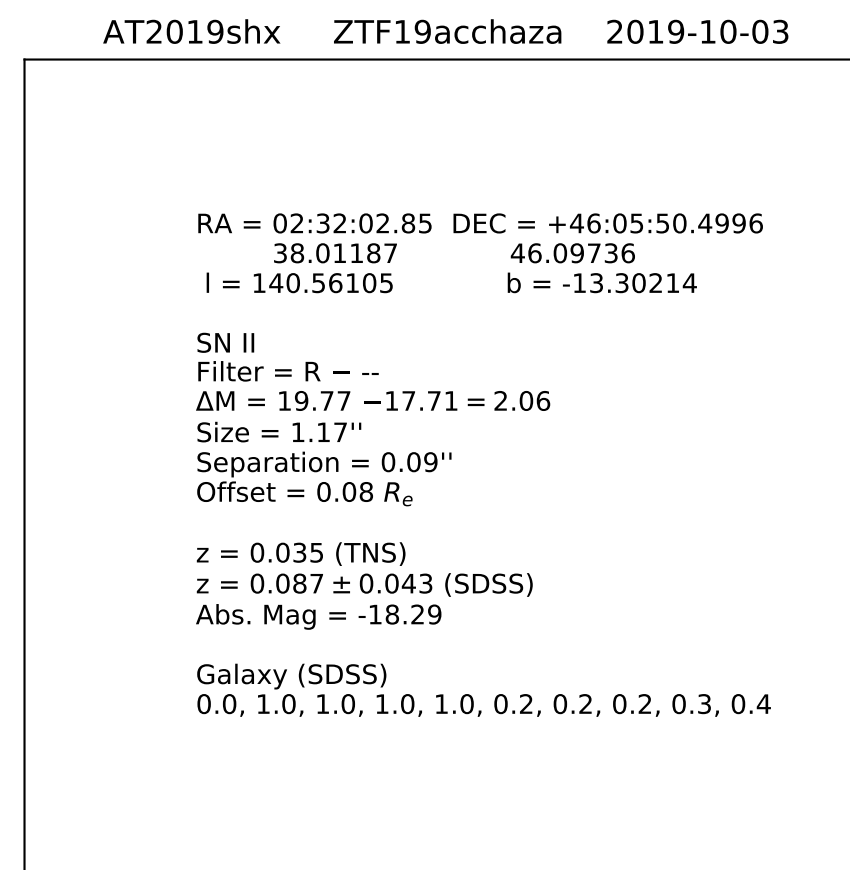 AT2019shx ZTF19acchaza 2019-10-03
RA = 02:32:02.85 DEC = +46:05:50.4996
38.01187 46.09736
l = 140.56105 b = -13.30214
SN II
Filter = R − --
ΔM = 19.77 −17.71 = 2.06
Size = 1.17''
Separation = 0.09''
Offset = 0.08 Rₑ
z = 0.035 (TNS)
z = 0.087 ± 0.043 (SDSS)
Abs. Mag = -18.29
Galaxy (SDSS)
0.0, 1.0, 1.0, 1.0, 1.0, 0.2, 0.2, 0.2, 0.3, 0.4